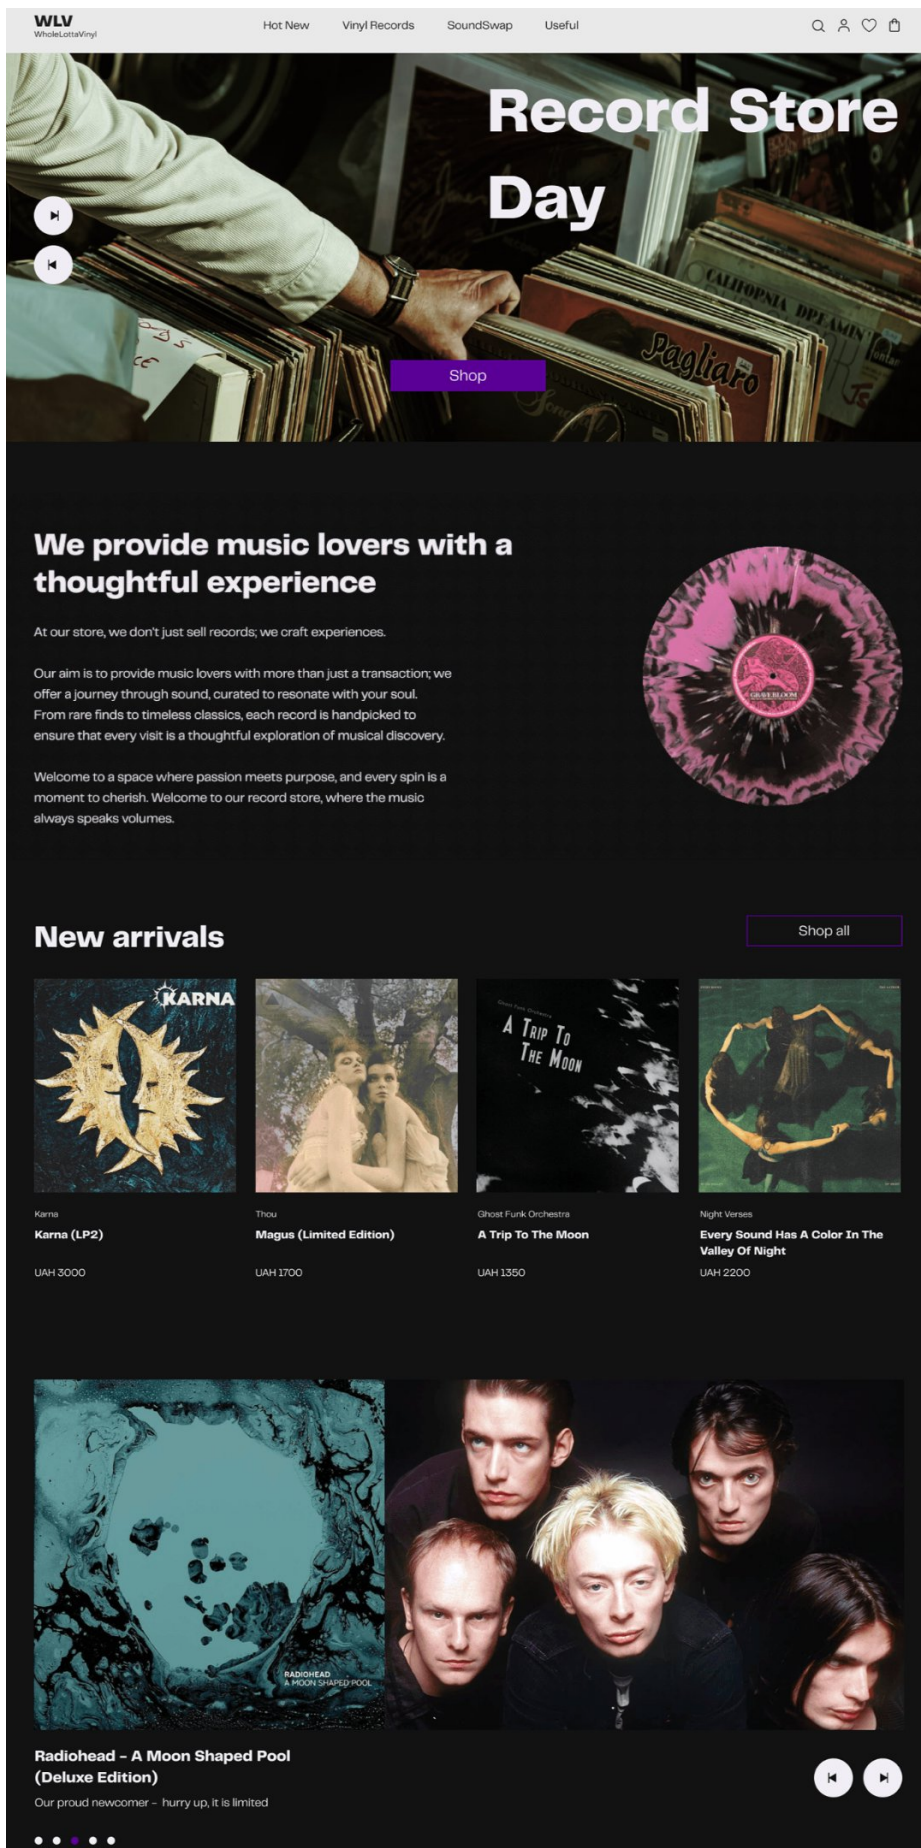 WLV
WholeLottaVinyl
Hot New
Vinyl Records
SoundSwap
Useful
Record Store
Day
CALIFORNIA DREAMIN'
Pagliaro
Shop
We provide music lovers with a
thoughtful experience
At our store, we don't just sell records; we craft experiences.
Our aim is to provide music lovers with more than just a transaction; we
offer a journey through sound, curated to resonate with your soul.
From rare finds to timeless classics, each record is handpicked to
ensure that every visit is a thoughtful exploration of musical discovery.
Welcome to a space where passion meets purpose, and every spin is a
moment to cherish. Welcome to our record store, where the music
always speaks volumes.
GRAVEBLOOM
New arrivals
Shop all
KARNA
Ghost Funk Orchestra
A TRIP TO
THE MOON
Karna
Karna (LP2)
UAH 3000
Thou
Magus (Limited Edition)
UAH 1700
Ghost Funk Orchestra
A Trip To The Moon
UAH 1350
Night Verses
Every Sound Has A Color In The
Valley Of Night
UAH 2200
RADIOHEAD
A MOON SHAPED POOL
Radiohead - A Moon Shaped Pool
(Deluxe Edition)
Our proud newcomer - hurry up, it is limited